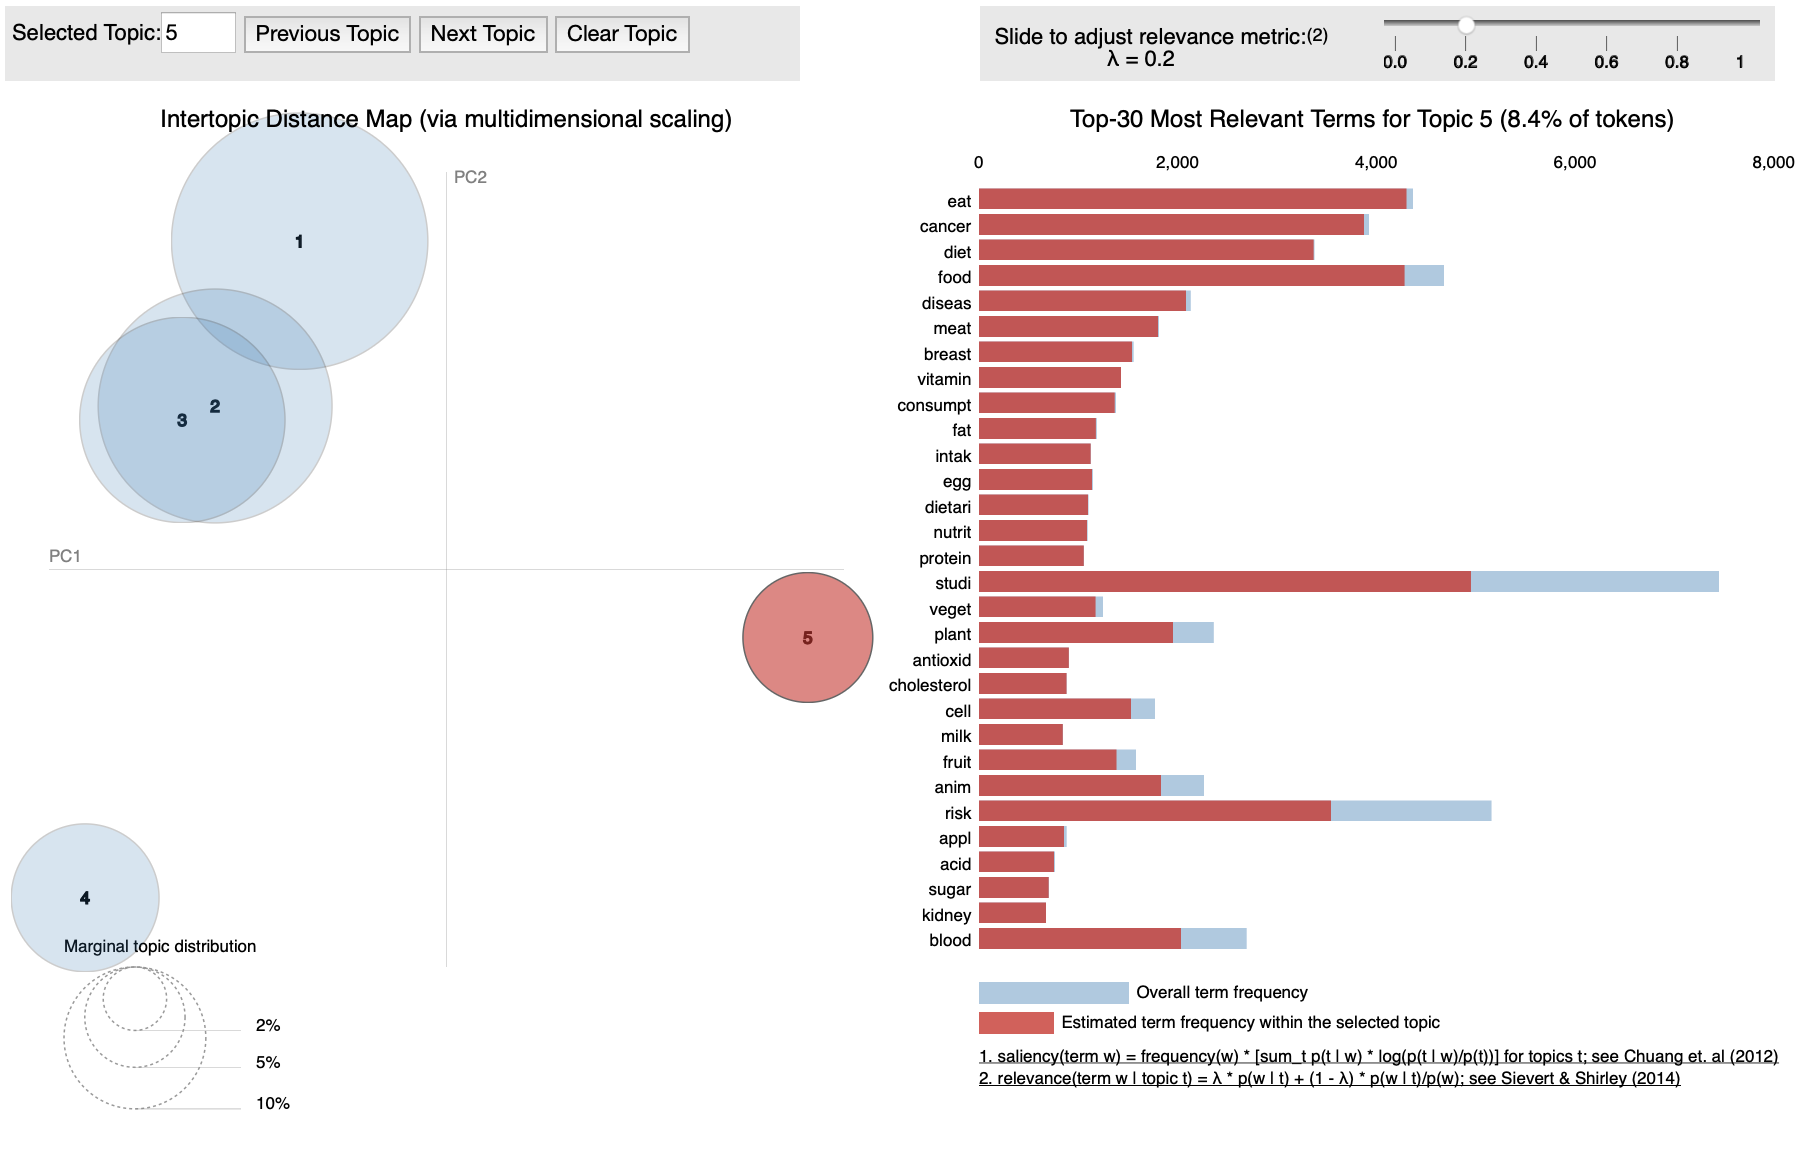 Selected Topic: 5 Previous Topic Next Topic Clear Topic
Slide to adjust relevance metric:(2)
λ = 0.2
0.0 0.2 0.4 0.6 0.8 1
Intertopic Distance Map (via multidimensional scaling)
PC2
1
2
3
PC1
5
4
Marginal topic distribution
2%
5%
10%
Top-30 Most Relevant Terms for Topic 5 (8.4% of tokens)
0 2,000 4,000 6,000 8,000
eat
cancer
diet
food
diseas
meat
breast
vitamin
consumpt
fat
intak
egg
dietari
nutrit
protein
studi
veget
plant
antioxid
cholesterol
cell
milk
fruit
anim
risk
appl
acid
sugar
kidney
blood
Overall term frequency
Estimated term frequency within the selected topic
1. saliency(term w) = frequency(w) * [sum_t p(t | w) * log(p(t | w)/p(t))] for topics t; see Chuang et. al (2012)
2. relevance(term w | topic t) = λ * p(w | t) + (1 - λ) * p(w | t)/p(w); see Sievert & Shirley (2014)